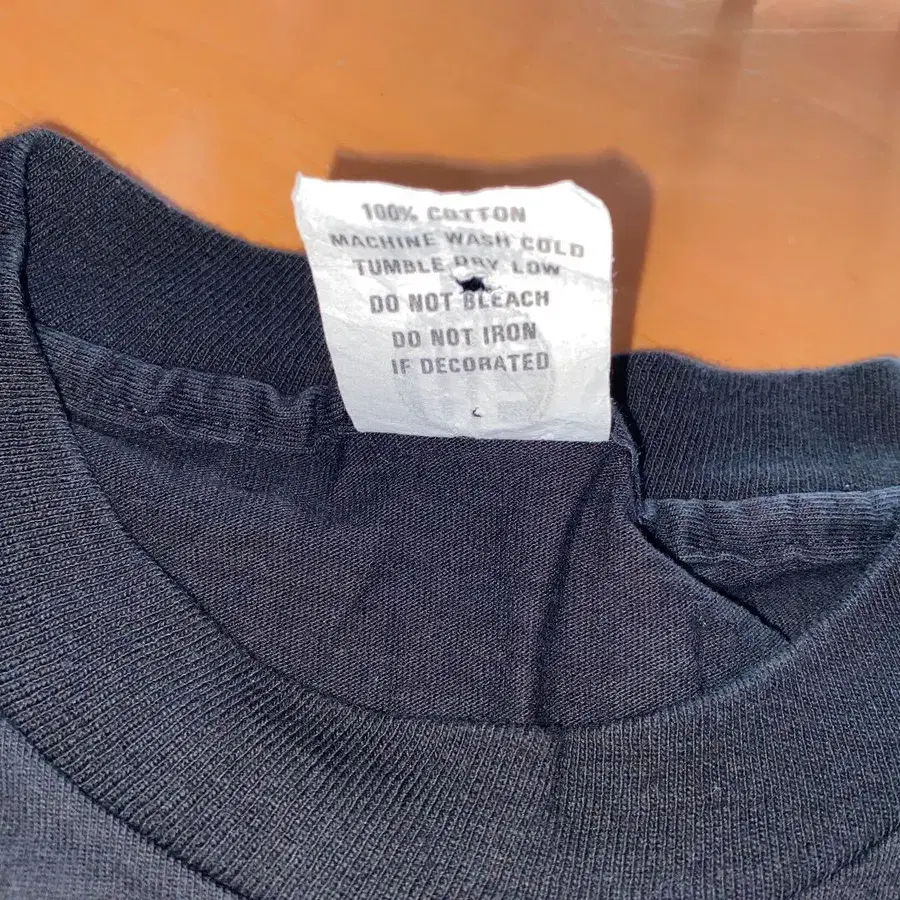 100% COTTON
MACHINE WASH COLD
TUMBLE DRY LOW
DO NOT BLEACH
DO NOT IRON
IF DECORATED